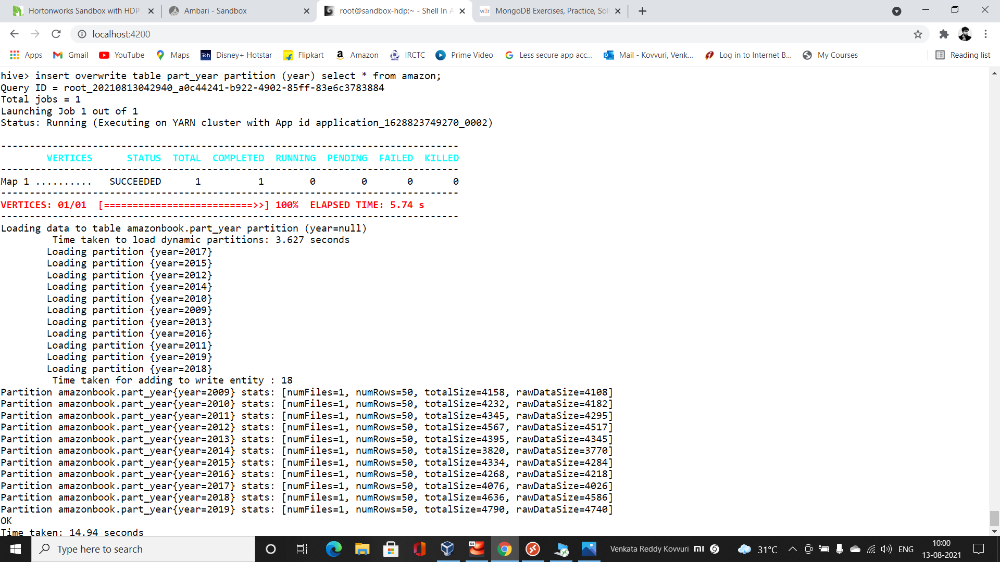 Hortonworks Sandbox with HDP
Ambari - Sandbox
root@sandbox-hdp:~ - Shell In A
w3r MongoDB Exercises, Practice, Sol
localhost:4200
Apps Gmail YouTube Maps Disney+ Hotstar Flipkart Amazon IRCTC Prime Video Less secure app acc... Mail - Kovvuri, Venk... Log in to Internet B... My Courses Reading list
hive> insert overwrite table part_year partition (year) select * from amazon;
Query ID = root_20210813042940_a0c44241-b922-4902-85ff-83e6c3783884
Total jobs = 1
Launching Job 1 out of 1
Status: Running (Executing on YARN cluster with App id application_1628823749270_0002)
--------------------------------------------------------------------------------
VERTICES STATUS TOTAL COMPLETED RUNNING PENDING FAILED KILLED
--------------------------------------------------------------------------------
Map 1 .......... SUCCEEDED 1 1 0 0 0 0
--------------------------------------------------------------------------------
VERTICES: 01/01 [==========================>>] 100% ELAPSED TIME: 5.74 s
--------------------------------------------------------------------------------
Loading data to table amazonbook.part_year partition (year=null)
Time taken to load dynamic partitions: 3.627 seconds
Loading partition {year=2017}
Loading partition {year=2015}
Loading partition {year=2012}
Loading partition {year=2014}
Loading partition {year=2010}
Loading partition {year=2009}
Loading partition {year=2013}
Loading partition {year=2016}
Loading partition {year=2011}
Loading partition {year=2019}
Loading partition {year=2018}
Time taken for adding to write entity : 18
Partition amazonbook.part_year{year=2009} stats: [numFiles=1, numRows=50, totalSize=4158, rawDataSize=4108]
Partition amazonbook.part_year{year=2010} stats: [numFiles=1, numRows=50, totalSize=4232, rawDataSize=4182]
Partition amazonbook.part_year{year=2011} stats: [numFiles=1, numRows=50, totalSize=4345, rawDataSize=4295]
Partition amazonbook.part_year{year=2012} stats: [numFiles=1, numRows=50, totalSize=4567, rawDataSize=4517]
Partition amazonbook.part_year{year=2013} stats: [numFiles=1, numRows=50, totalSize=4395, rawDataSize=4345]
Partition amazonbook.part_year{year=2014} stats: [numFiles=1, numRows=50, totalSize=3820, rawDataSize=3770]
Partition amazonbook.part_year{year=2015} stats: [numFiles=1, numRows=50, totalSize=4334, rawDataSize=4284]
Partition amazonbook.part_year{year=2016} stats: [numFiles=1, numRows=50, totalSize=4268, rawDataSize=4218]
Partition amazonbook.part_year{year=2017} stats: [numFiles=1, numRows=50, totalSize=4076, rawDataSize=4026]
Partition amazonbook.part_year{year=2018} stats: [numFiles=1, numRows=50, totalSize=4636, rawDataSize=4586]
Partition amazonbook.part_year{year=2019} stats: [numFiles=1, numRows=50, totalSize=4790, rawDataSize=4740]
OK
Time taken: 14.94 seconds
Type here to search
64
Venkata Reddy Kovvuri mi
31°C
ENG
10:00
13-08-2021